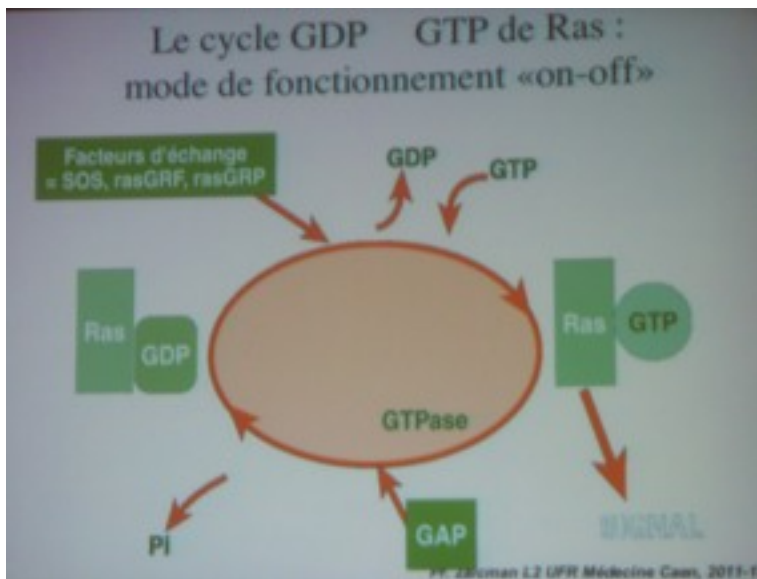 Le cycle GDP GTP de Ras :
mode de fonctionnement «on-off»
Facteurs d'échange
= SOS, rasGRF, rasGRP
GDP
GTP
Ras
GDP
Ras
GTP
GTPase
Pi
GAP
SIGNAL
L2 UFR Médecine Caen, 2011-1